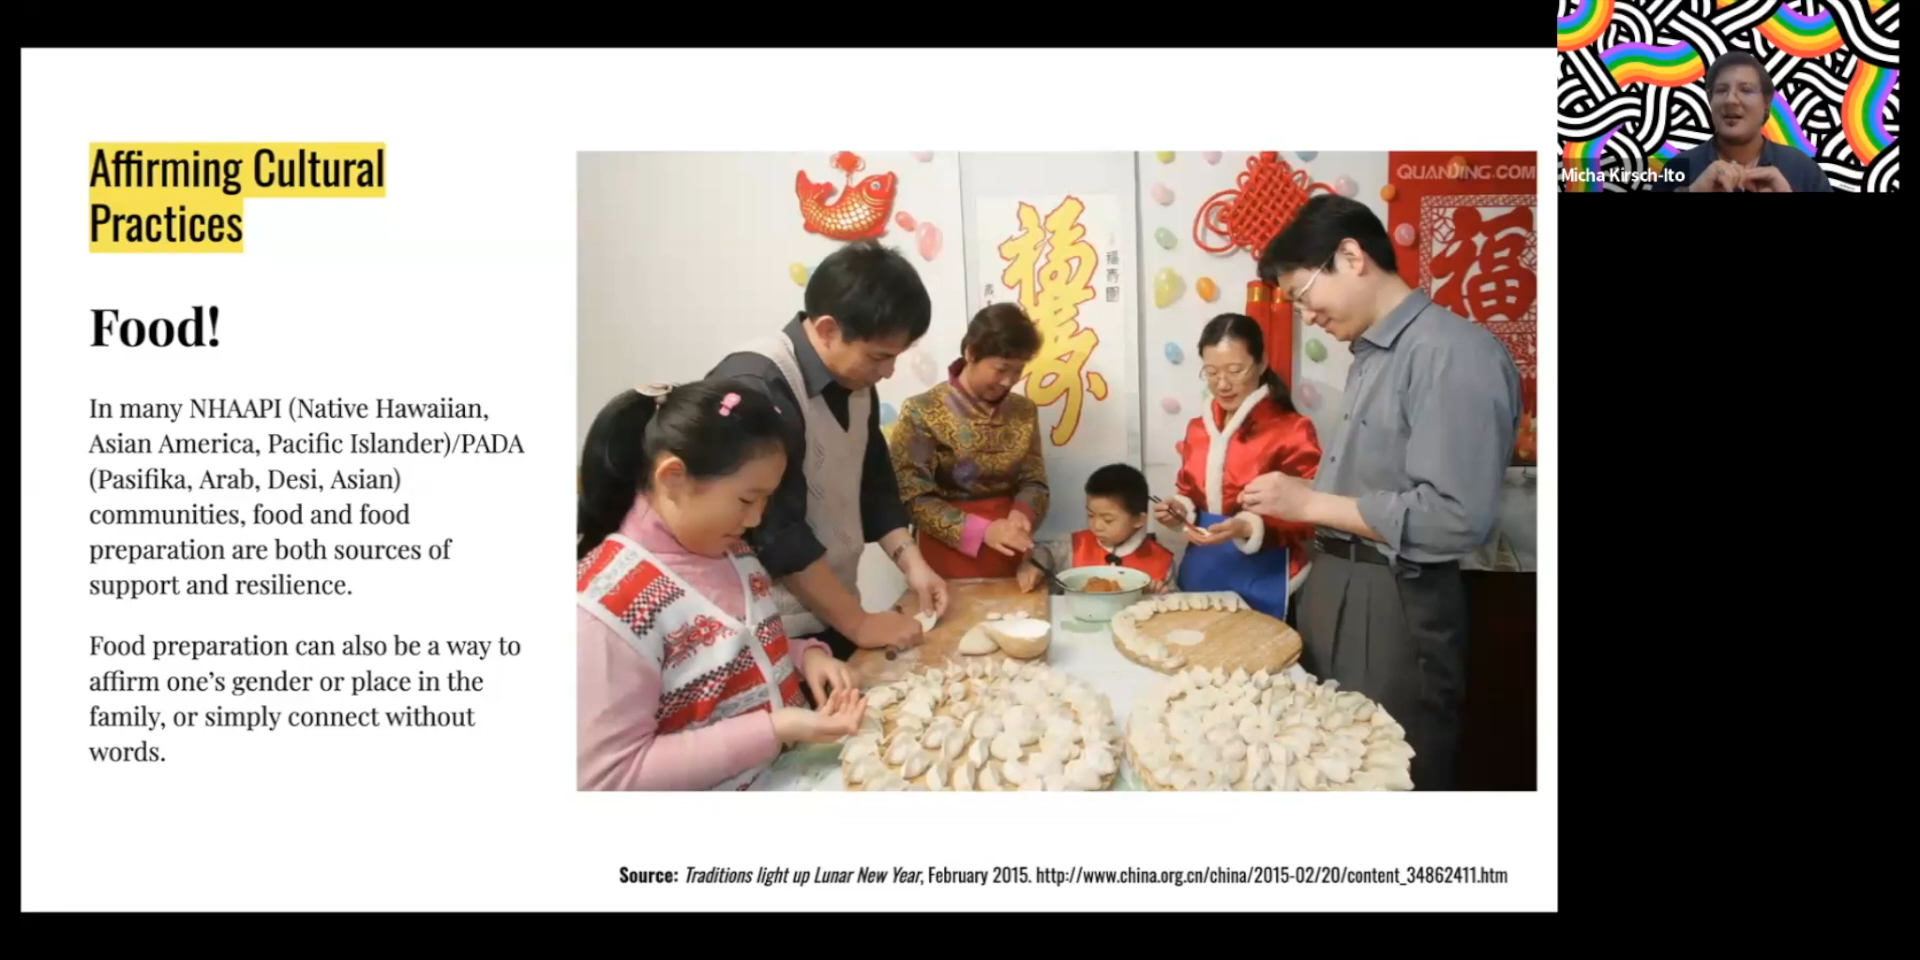 Affirming Cultural
Practices
Food!
In many NHAAPI (Native Hawaiian,
Asian America, Pacific Islander)/PADA
(Pasifika, Arab, Desi, Asian)
communities, food and food
preparation are both sources of
support and resilience.
Food preparation can also be a way to
affirm one's gender or place in the
family, or simply connect without
words.
QUANJING.COM
福
福壽圖
福
Source: Traditions light up Lunar New Year, February 2015. http://www.china.org.cn/china/2015-02/20/content_34862411.htm
Micha Kirsch-Ito